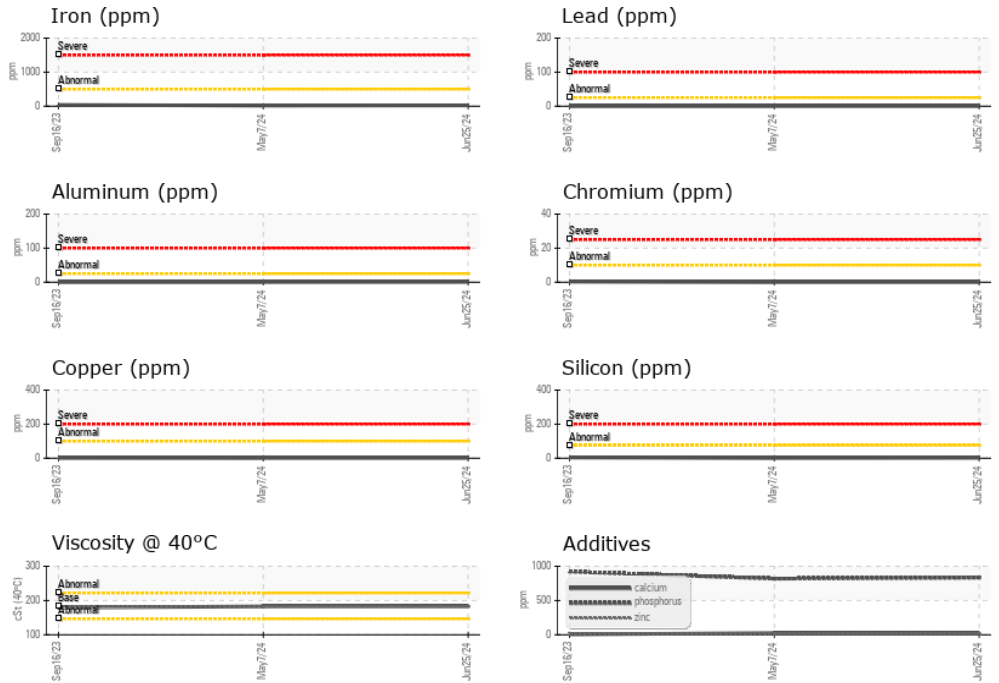 Iron (ppm)
2000
1000
0
ppm
Severe
Abnormal
Sep16/23
May7/24
Jun25/24
Lead (ppm)
200
100
0
ppm
Severe
Abnormal
Sep16/23
May7/24
Jun25/24
Aluminum (ppm)
200
100
0
ppm
Severe
Abnormal
Sep16/23
May7/24
Jun25/24
Chromium (ppm)
40
20
0
ppm
Severe
Abnormal
Sep16/23
May7/24
Jun25/24
Copper (ppm)
400
200
0
ppm
Severe
Abnormal
Sep16/23
May7/24
Jun25/24
Silicon (ppm)
400
200
0
ppm
Severe
Abnormal
Sep16/23
May7/24
Jun25/24
Viscosity @ 40°C
300
200
100
cSt (40°C)
Abnormal
Base
Abnormal
Sep16/23
May7/24
Jun25/24
Additives
1000
500
0
ppm
calcium
phosphorus
zinc
Sep16/23
May7/24
Jun25/24